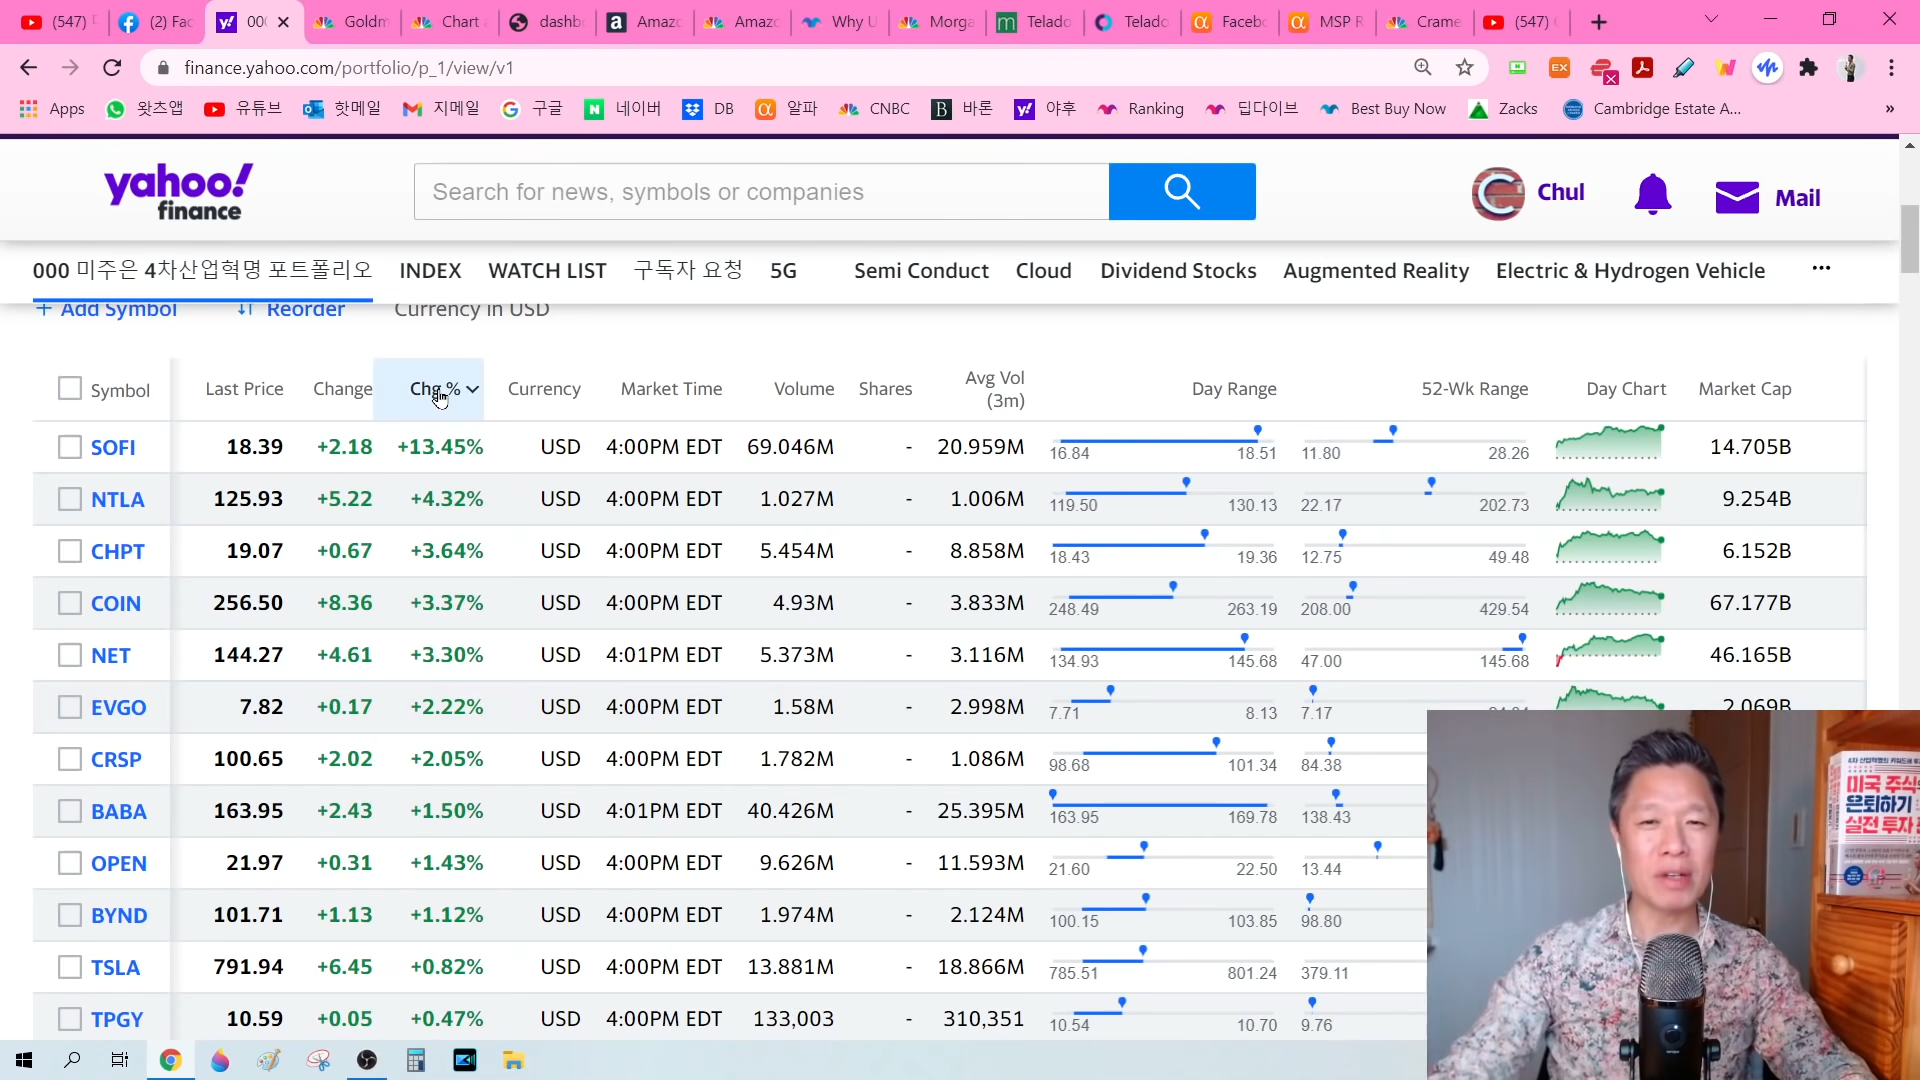 (547) (2) Fac 000 Goldm Chart dashb Amazo Amazo Why U Morga Telado Telado Facebo MSP R Crame (547)
finance.yahoo.com/portfolio/p_1/view/v1
Apps 왓츠앱 유튜브 핫메일 지메일 구글 네이버 DB 알파 CNBC 바론 야후 Ranking 딥다이브 Best Buy Now Zacks Cambridge Estate A... »
yahoo! finance
Search for news, symbols or companies
Chul Mail
000 미주은 4차산업혁명 포트폴리오 INDEX WATCH LIST 구독자 요청 5G Semi Conduct Cloud Dividend Stocks Augmented Reality Electric & Hydrogen Vehicle ...
+ Add Symbol Reorder Currency in USD
Symbol Last Price Change Chg % Currency Market Time Volume Shares Avg Vol (3m) Day Range 52-Wk Range Day Chart Market Cap
SOFI 18.39 +2.18 +13.45% USD 4:00PM EDT 69.046M - 20.959M 16.84 18.51 11.80 28.26 14.705B
NTLA 125.93 +5.22 +4.32% USD 4:00PM EDT 1.027M - 1.006M 119.50 130.13 22.17 202.73 9.254B
CHPT 19.07 +0.67 +3.64% USD 4:00PM EDT 5.454M - 8.858M 18.43 19.36 12.75 49.48 6.152B
COIN 256.50 +8.36 +3.37% USD 4:00PM EDT 4.93M - 3.833M 248.49 263.19 208.00 429.54 67.177B
NET 144.27 +4.61 +3.30% USD 4:01PM EDT 5.373M - 3.116M 134.93 145.68 47.00 145.68 46.165B
EVGO 7.82 +0.17 +2.22% USD 4:00PM EDT 1.58M - 2.998M 7.71 8.13 7.17 2.069B
CRSP 100.65 +2.02 +2.05% USD 4:00PM EDT 1.782M - 1.086M 98.68 101.34 84.38
BABA 163.95 +2.43 +1.50% USD 4:01PM EDT 40.426M - 25.395M 163.95 169.78 138.43
OPEN 21.97 +0.31 +1.43% USD 4:00PM EDT 9.626M - 11.593M 21.60 22.50 13.44
BYND 101.71 +1.13 +1.12% USD 4:00PM EDT 1.974M - 2.124M 100.15 103.85 98.80
TSLA 791.94 +6.45 +0.82% USD 4:00PM EDT 13.881M - 18.866M 785.51 801.24 379.11
TPGY 10.59 +0.05 +0.47% USD 4:00PM EDT 133,003 - 310,351 10.54 10.70 9.76
미국 주식
은퇴하기
실전 투자